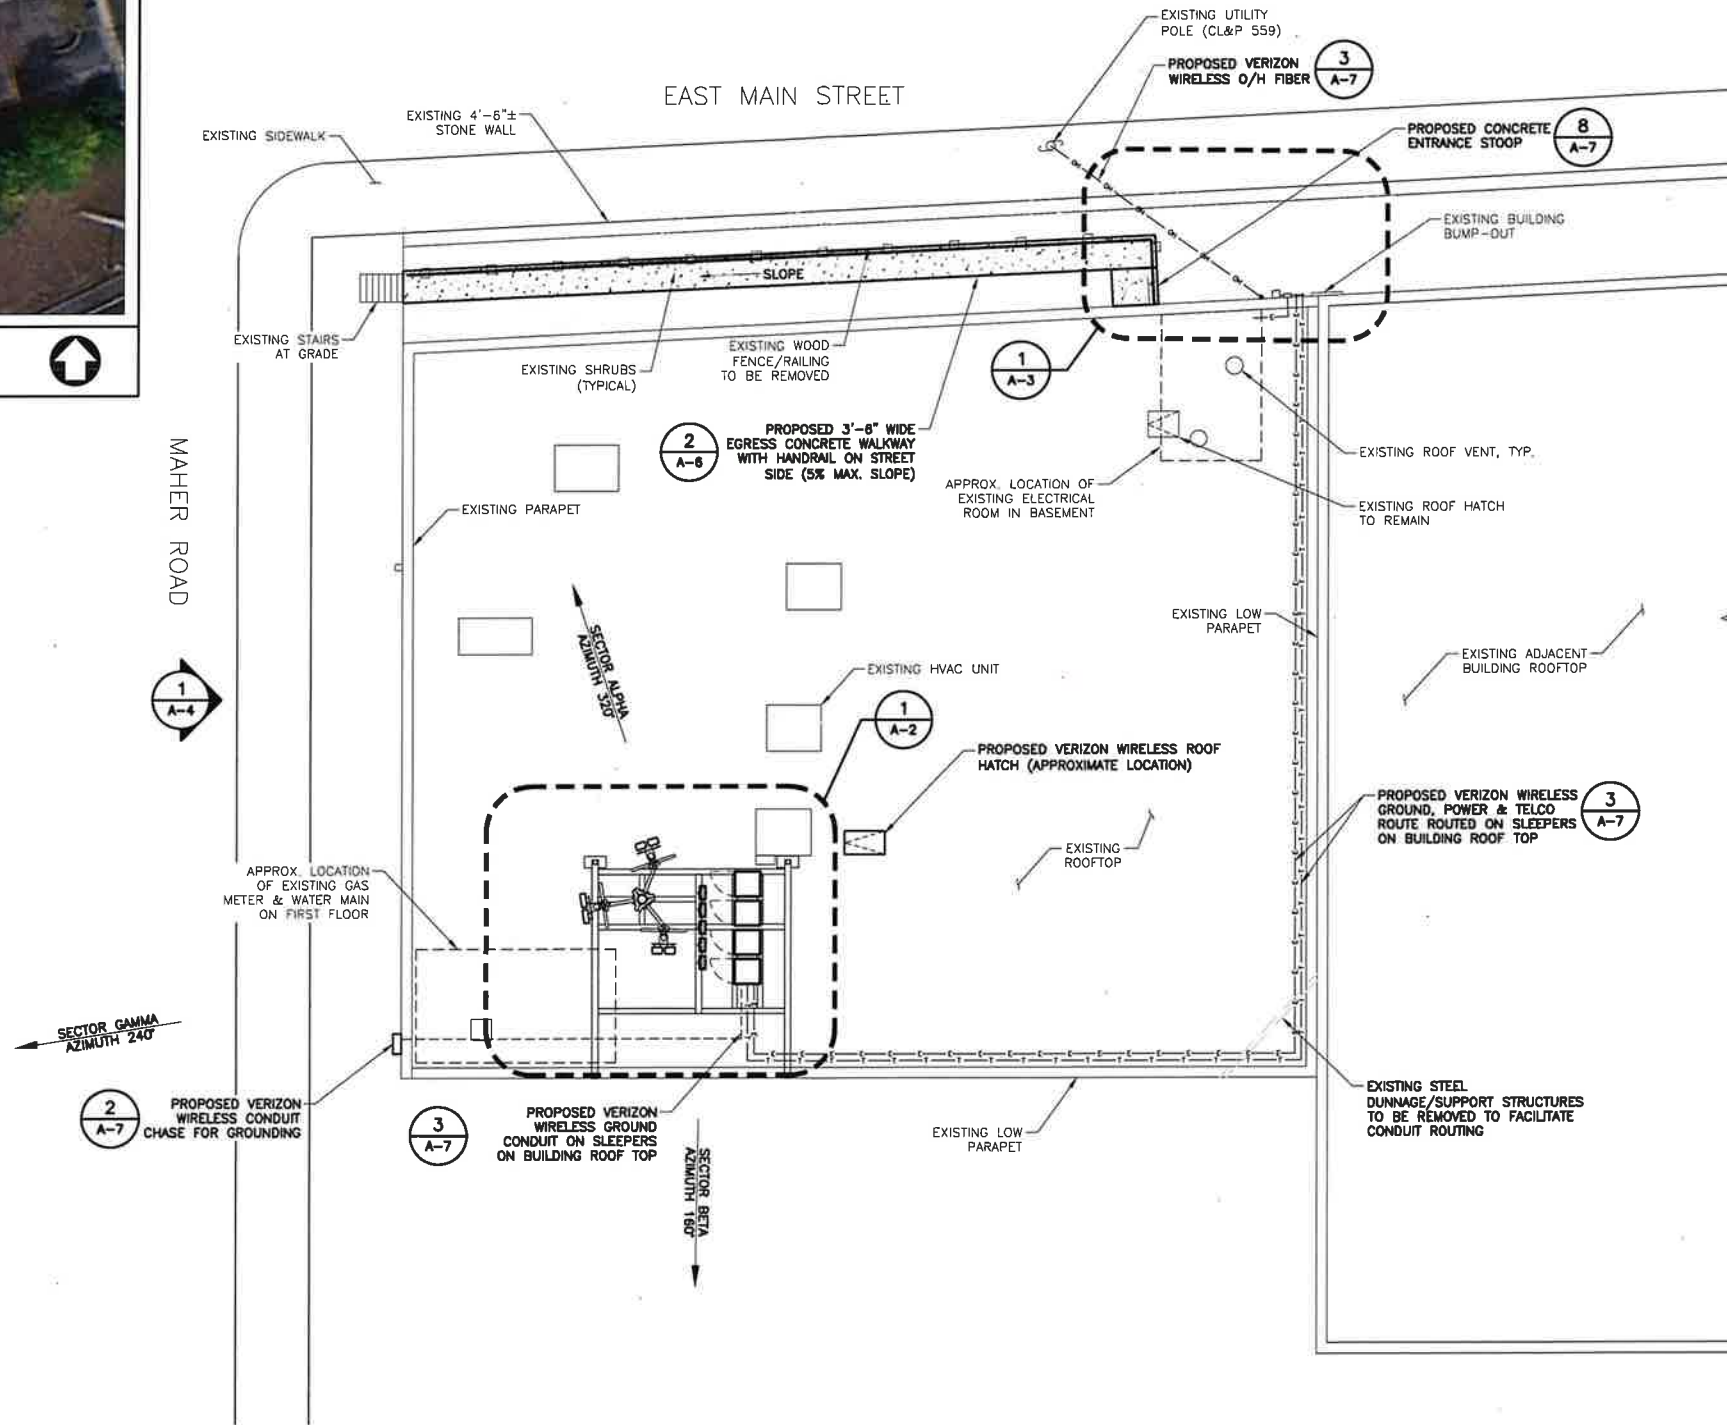 EXISTING UTILITY
POLE (CL&P 559)
PROPOSED VERIZON
WIRELESS O/H FIBER
3
A-7
EAST MAIN STREET
EXISTING 4'-6"±
STONE WALL
EXISTING SIDEWALK
PROPOSED CONCRETE
ENTRANCE STOOP
8
A-7
EXISTING BUILDING
BUMP-OUT
SLOPE
EXISTING STAIRS
AT GRADE
EXISTING SHRUBS
(TYPICAL)
EXISTING WOOD
FENCE/RAILING
TO BE REMOVED
1
A-3
2
A-6
PROPOSED 3'-6" WIDE
EGRESS CONCRETE WALKWAY
WITH HANDRAIL ON STREET
SIDE (5% MAX. SLOPE)
MAHER ROAD
EXISTING ROOF VENT, TYP.
APPROX. LOCATION OF
EXISTING ELECTRICAL
ROOM IN BASEMENT
EXISTING ROOF HATCH
TO REMAIN
EXISTING PARAPET
SECTOR ALPHA
AZIMUTH 320°
EXISTING LOW
PARAPET
EXISTING ADJACENT
BUILDING ROOFTOP
1
A-4
EXISTING HVAC UNIT
1
A-2
PROPOSED VERIZON WIRELESS ROOF
HATCH (APPROXIMATE LOCATION)
PROPOSED VERIZON WIRELESS
GROUND, POWER & TELCO
ROUTE ROUTED ON SLEEPERS
ON BUILDING ROOF TOP
3
A-7
EXISTING
ROOFTOP
APPROX. LOCATION
OF EXISTING GAS
METER & WATER MAIN
ON FIRST FLOOR
SECTOR GAMMA
AZIMUTH 240°
2
A-7
PROPOSED VERIZON
WIRELESS CONDUIT
CHASE FOR GROUNDING
3
A-7
PROPOSED VERIZON
WIRELESS GROUND
CONDUIT ON SLEEPERS
ON BUILDING ROOF TOP
SECTOR BETA
AZIMUTH 160°
EXISTING LOW
PARAPET
EXISTING STEEL
DUNNAGE/SUPPORT STRUCTURES
TO BE REMOVED TO FACILITATE
CONDUIT ROUTING